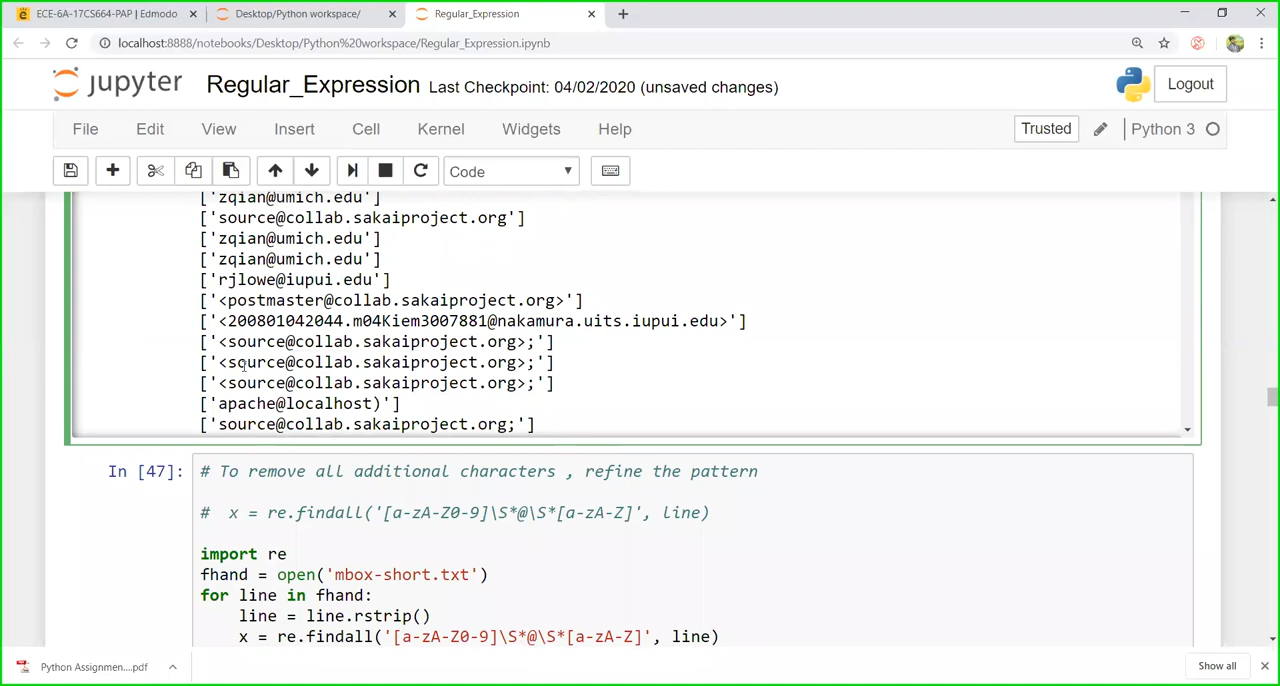 ECE-6A-17CS664-PAP | Edmodo
Desktop/Python workspace/
Regular_Expression
localhost:8888/notebooks/Desktop/Python%20workspace/Regular_Expression.ipynb
jupyter Regular_Expression Last Checkpoint: 04/02/2020 (unsaved changes)
Logout
File Edit View Insert Cell Kernel Widgets Help
Trusted Python 3
Code
['zqian@umich.edu']
['source@collab.sakaiproject.org']
['zqian@umich.edu']
['zqian@umich.edu']
['rjlowe@iupui.edu']
['<postmaster@collab.sakaiproject.org>']
['<200801042044.m04Kiem3007881@nakamura.uits.iupui.edu>']
['<source@collab.sakaiproject.org>;']
['<source@collab.sakaiproject.org>;']
['<source@collab.sakaiproject.org>;']
['apache@localhost)']
['source@collab.sakaiproject.org;']
In [47]:
# To remove all additional characters , refine the pattern
#  x = re.findall('[a-zA-Z0-9]\S*@\S*[a-zA-Z]', line)
import re
fhand = open('mbox-short.txt')
for line in fhand:
    line = line.rstrip()
    x = re.findall('[a-zA-Z0-9]\S*@\S*[a-zA-Z]', line)
Python Assignmen....pdf
Show all